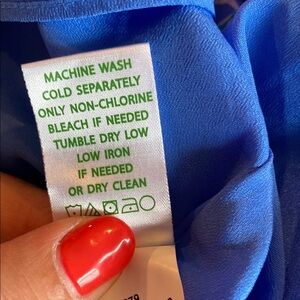 MACHINE WASH
COLD SEPARATELY
ONLY NON-CHLORINE
BLEACH IF NEEDED
TUMBLE DRY LOW
LOW IRON
IF NEEDED
OR DRY CLEAN